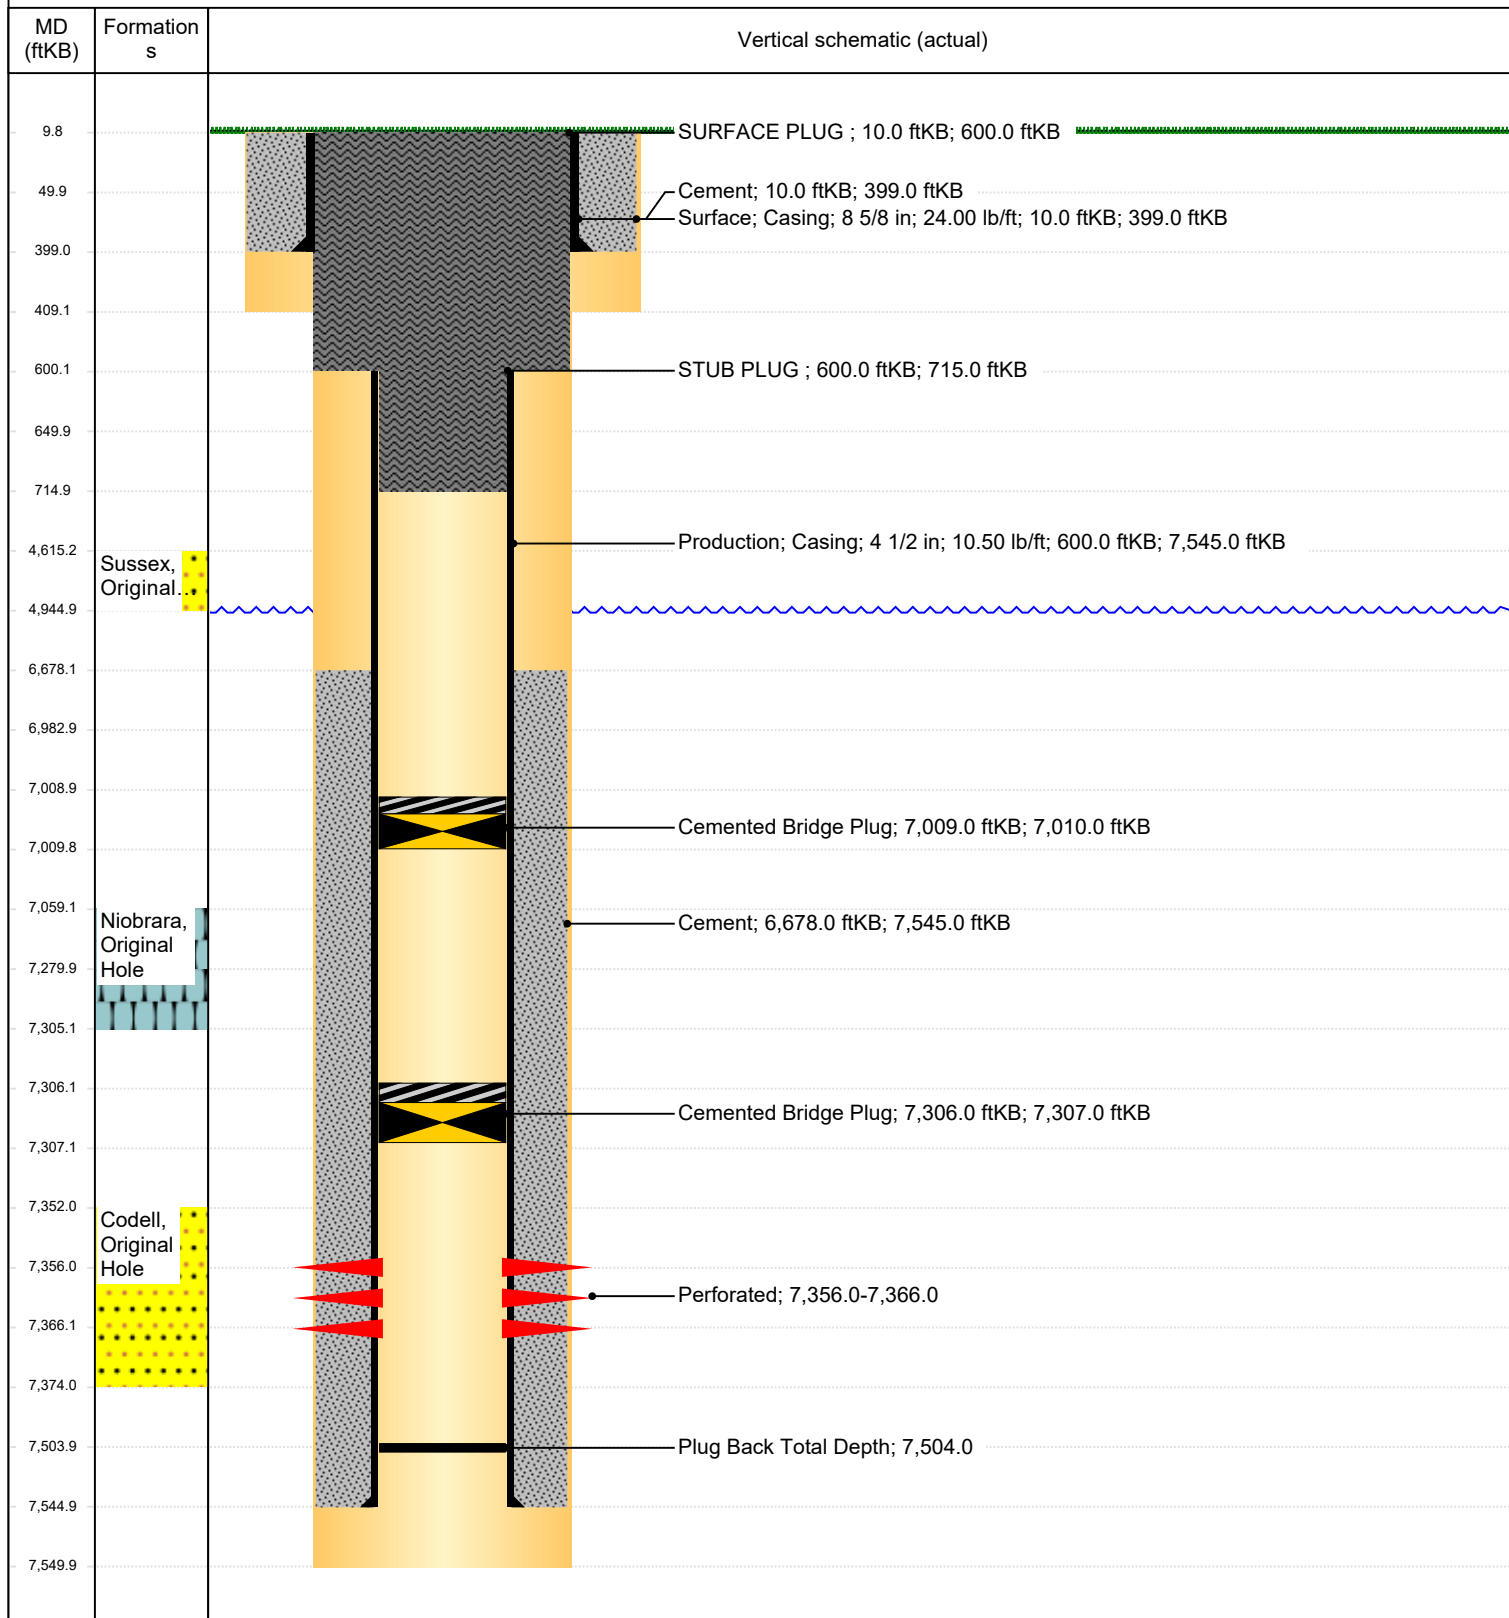 MD
(ftKB)
Formation
s
Vertical schematic (actual)
9.8
SURFACE PLUG ; 10.0 ftKB; 600.0 ftKB
49.9
Cement; 10.0 ftKB; 399.0 ftKB
Surface; Casing; 8 5/8 in; 24.00 lb/ft; 10.0 ftKB; 399.0 ftKB
399.0
409.1
600.1
STUB PLUG ; 600.0 ftKB; 715.0 ftKB
649.9
714.9
Production; Casing; 4 1/2 in; 10.50 lb/ft; 600.0 ftKB; 7,545.0 ftKB
4,615.2
Sussex,
Original...
4,944.9
6,678.1
6,982.9
7,008.9
Cemented Bridge Plug; 7,009.0 ftKB; 7,010.0 ftKB
7,009.8
7,059.1
Niobrara,
Original
Hole
Cement; 6,678.0 ftKB; 7,545.0 ftKB
7,279.9
7,305.1
7,306.1
Cemented Bridge Plug; 7,306.0 ftKB; 7,307.0 ftKB
7,307.1
7,352.0
Codell,
Original
Hole
7,356.0
Perforated; 7,356.0-7,366.0
7,366.1
7,374.0
7,503.9
Plug Back Total Depth; 7,504.0
7,544.9
7,549.9